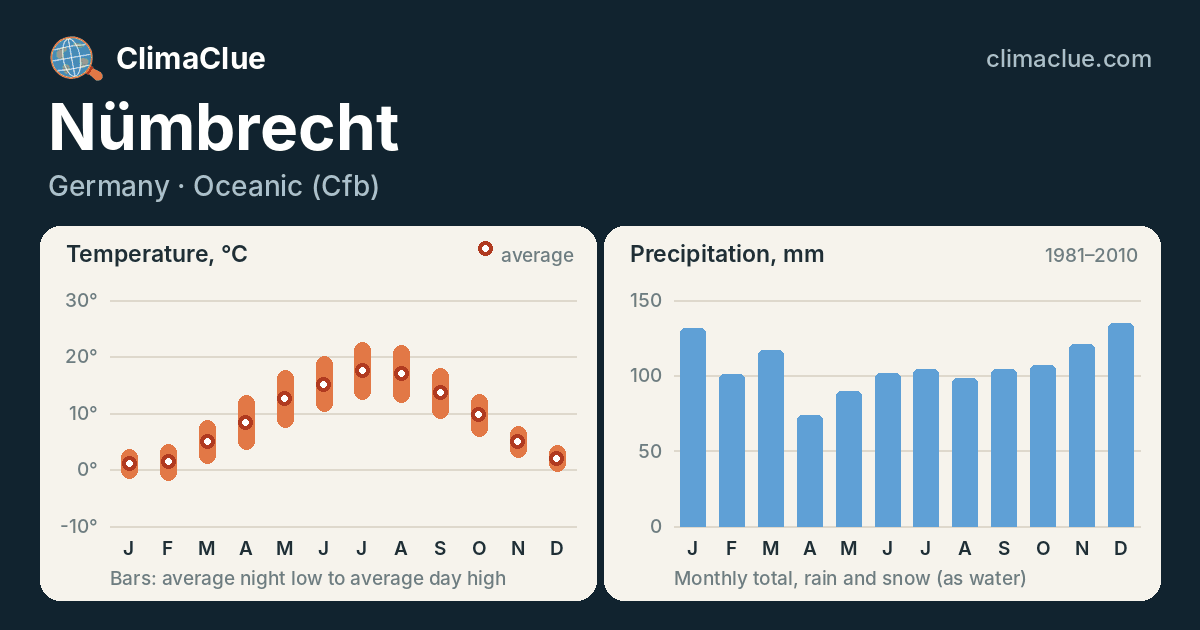 ClimaClue
climaclue.com
Nümbrecht
Germany · Oceanic (Cfb)
Temperature, °C
average
30°
20°
10°
0°
-10°
J F M A M J J A S O N D
Bars: average night low to average day high
Precipitation, mm
1981–2010
150
100
50
0
J F M A M J J A S O N D
Monthly total, rain and snow (as water)